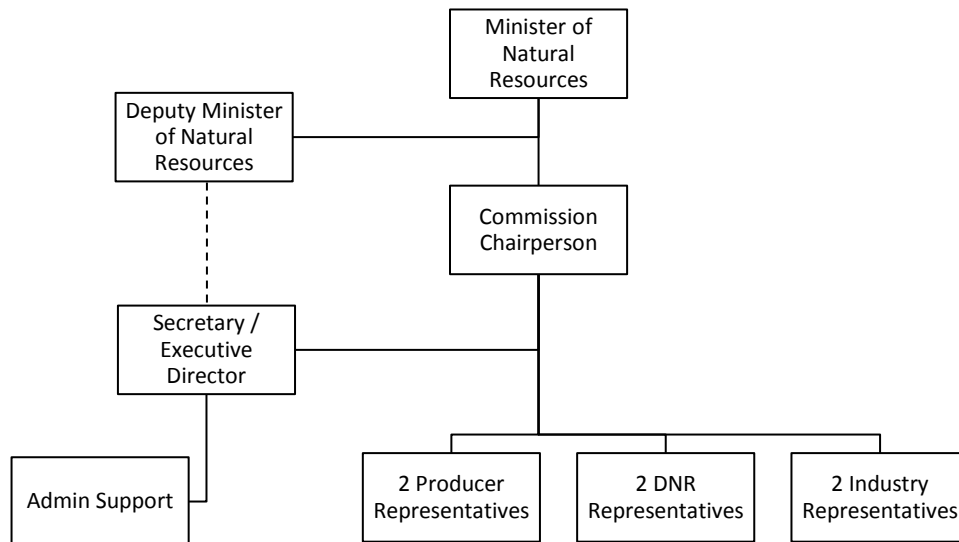 Minister of
Natural
Resources
Deputy Minister
of Natural
Resources
Commission
Chairperson
Secretary /
Executive
Director
Admin Support
2 Producer
Representatives
2 DNR
Representatives
2 Industry
Representatives